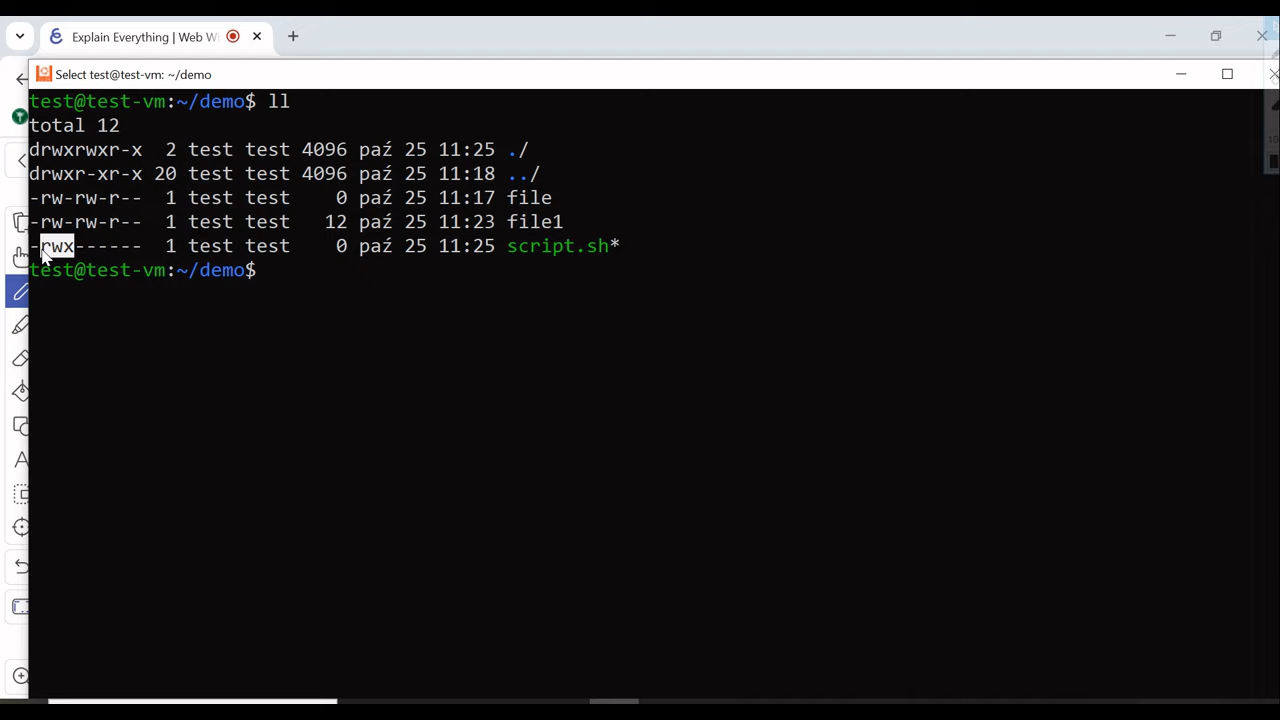 Explain Everything | Web W
Select test@test-vm: ~/demo
test@test-vm:~/demo$ ll
total 12
drwxrwxr-x  2 test test 4096 paź 25 11:25 ./
drwxr-xr-x 20 test test 4096 paź 25 11:18 ../
-rw-rw-r--  1 test test    0 paź 25 11:17 file
-rw-rw-r--  1 test test   12 paź 25 11:23 file1
-rwx------  1 test test    0 paź 25 11:25 script.sh*
test@test-vm:~/demo$